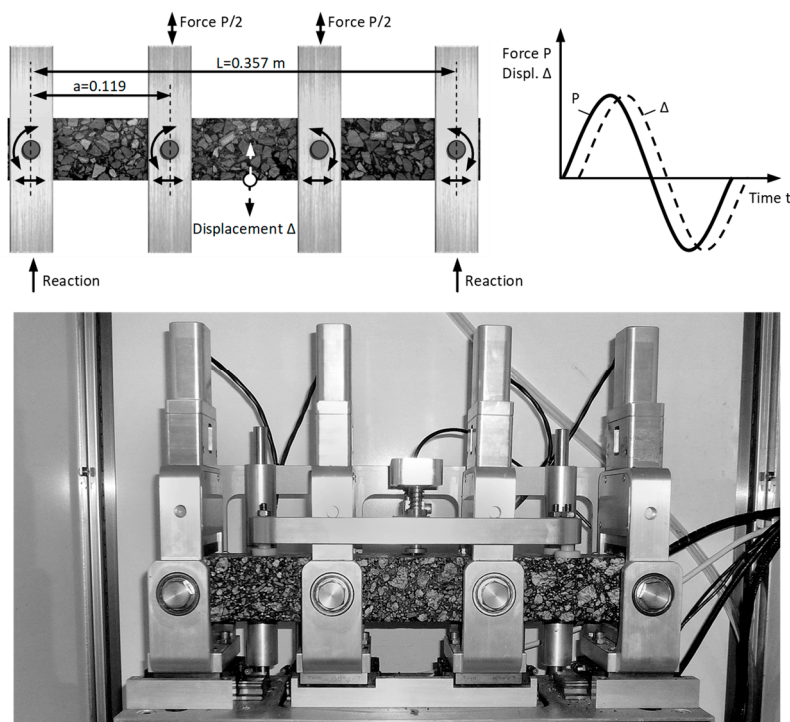 Force P/2
Force P/2
L=0.357 m
a=0.119
Displacement Δ
Reaction
Reaction
Force P
Displ. Δ
P
Δ
Time t